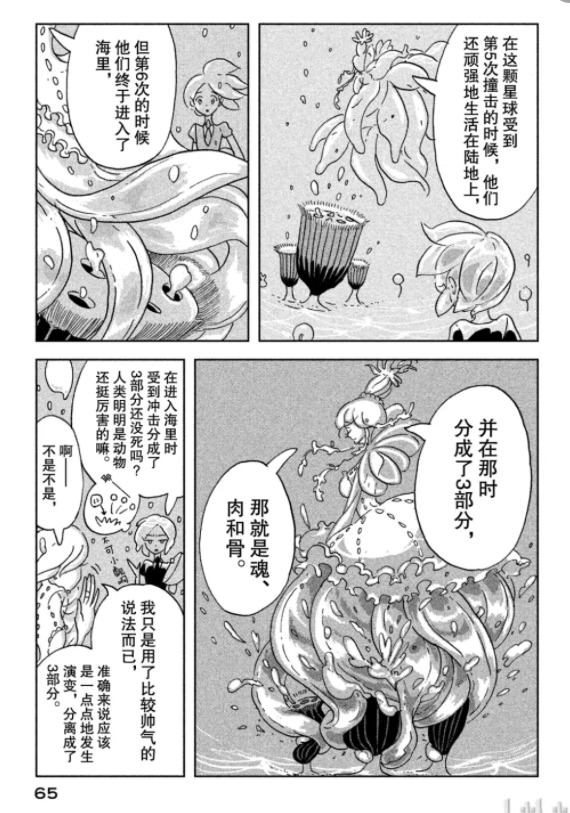 在这颗星球受到
第5次撞击的时候，他们
还顽强地生活在陆地上，
但第6次的时候
他们终于进入了
海里，
并在那时
分成了3部分，
那就是魂、
肉和骨。
在进入海里时
受到冲击分成了
3部分还没死吗？
人类明明是动物
还挺厉害的嘛。
不可小觑啊
啊——
不是不是，
我只是用了比较帅气的
说法而已，
准确来说应该
是一点点地发生
演变，分离成了
3部分。
65